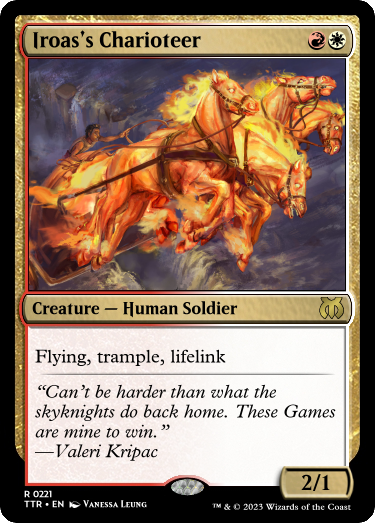 Iroas's Charioteer
Creature — Human Soldier
Flying, trample, lifelink
“Can't be harder than what the
skyknights do back home. These Games
are mine to win.”
—Valeri Kripac
2/1
R 0221
TTR • EN Vanessa Leung
™ & © 2023 Wizards of the Coast